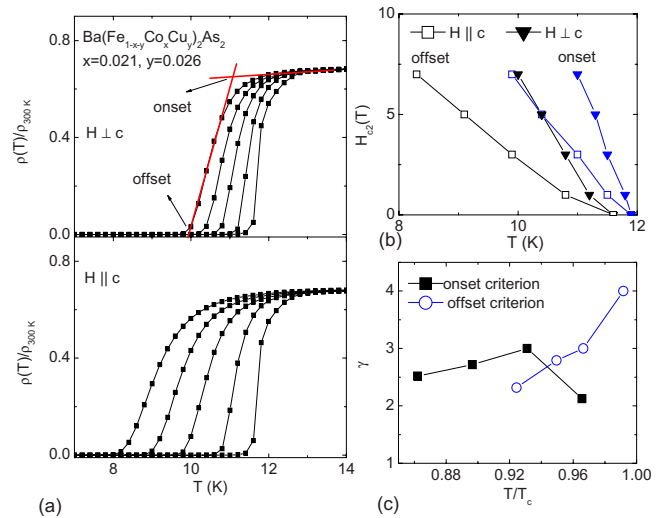 Ba(Fe1-x-yCoxCuy)2As2
x=0.021, y=0.026
0.8
0.4
0.0
ρ(T)/ρ300 K
onset
H ⊥ c
offset
0.8
0.4
0.0
ρ(T)/ρ300 K
H || c
8 10 12 14
T (K)
(a)
H || c H ⊥ c
offset onset
10
5
0
Hc2(T)
8 10 12
T (K)
(b)
onset criterion
offset criterion
4
3
2
1
γ
0.88 0.92 0.96 1.00
T/Tc
(c)